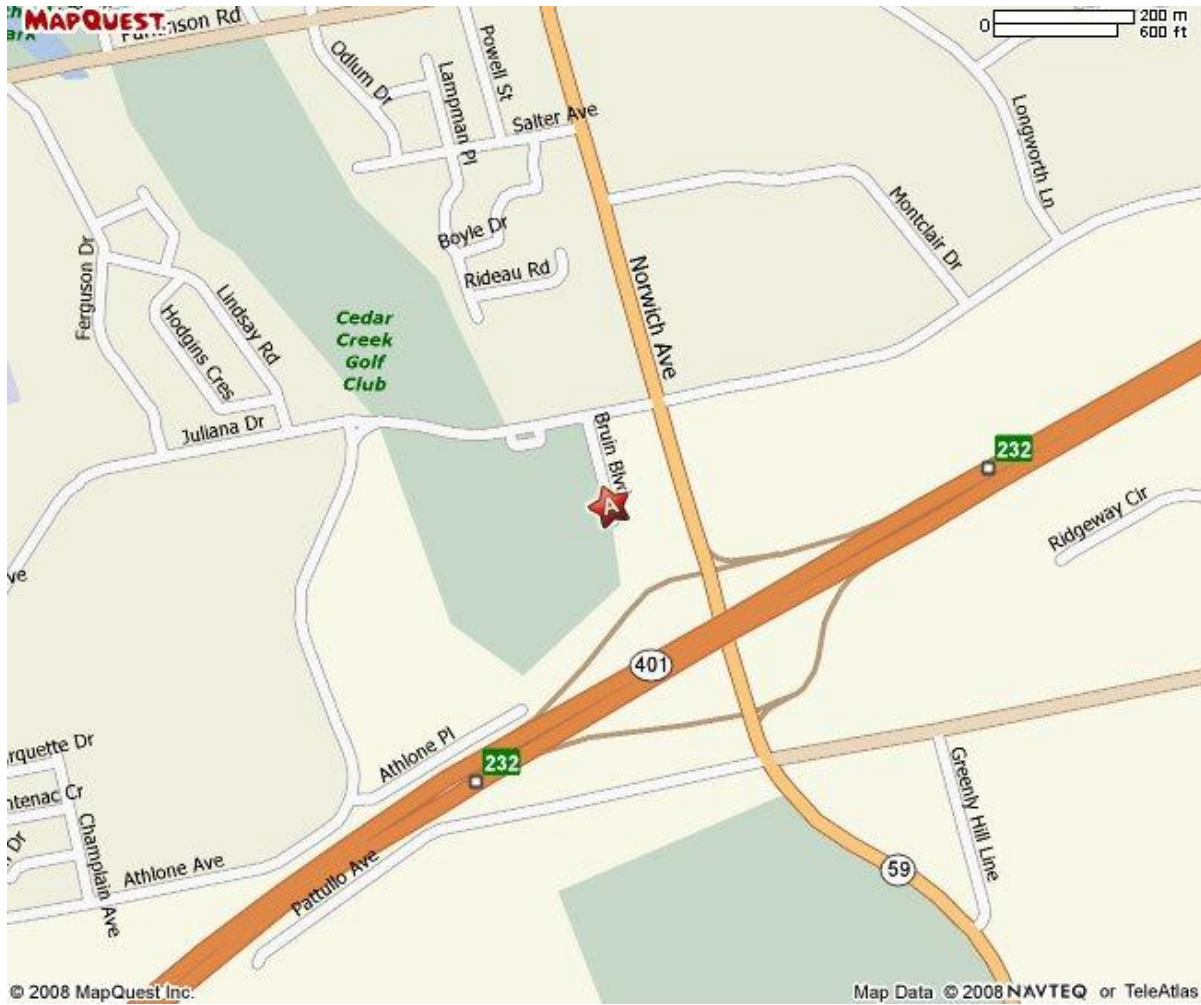 MAPQUEST
Parkinson Rd
200 m
0
600 ft
Odlum Dr
Powell St
Lampman Pl
Salter Ave
Longworth Ln
Montclair Dr
Boyle Dr
Rideau Rd
Norwich Ave
Ferguson Dr
Lindsay Rd
Hodgins Cres
Cedar
Creek
Golf
Club
Juliana Dr
Bruin Blvd
A
232
Ridgeway Cir
401
Athlone Pl
232
Greenly Hill Line
Champlain Ave
Athlone Ave
Pattullo Ave
59
© 2008 MapQuest Inc.
Map Data © 2008 NAVTEQ or TeleAtlas